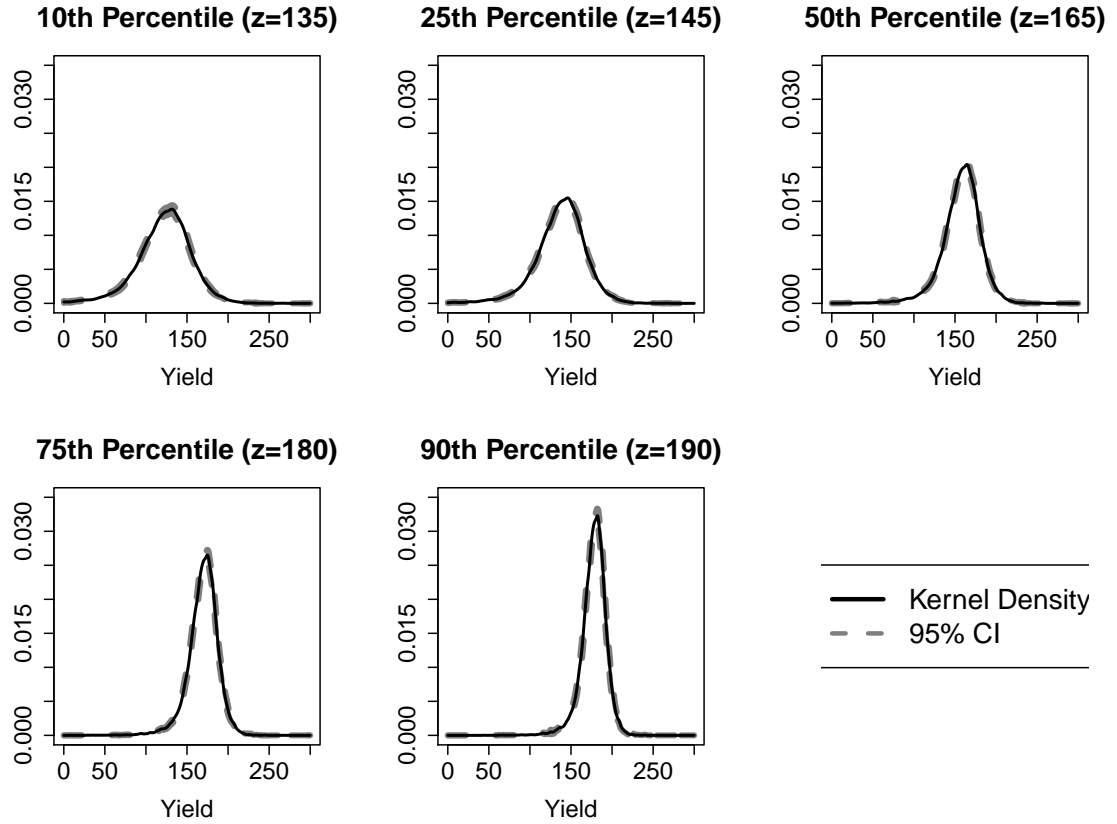 10th Percentile (z=135)
0.000 0.015 0.030
0 50 150 250
Yield
25th Percentile (z=145)
0.000 0.015 0.030
0 50 150 250
Yield
50th Percentile (z=165)
0.000 0.015 0.030
0 50 150 250
Yield
75th Percentile (z=180)
0.000 0.015 0.030
0 50 150 250
Yield
90th Percentile (z=190)
0.000 0.015 0.030
0 50 150 250
Yield
Kernel Density
95% CI